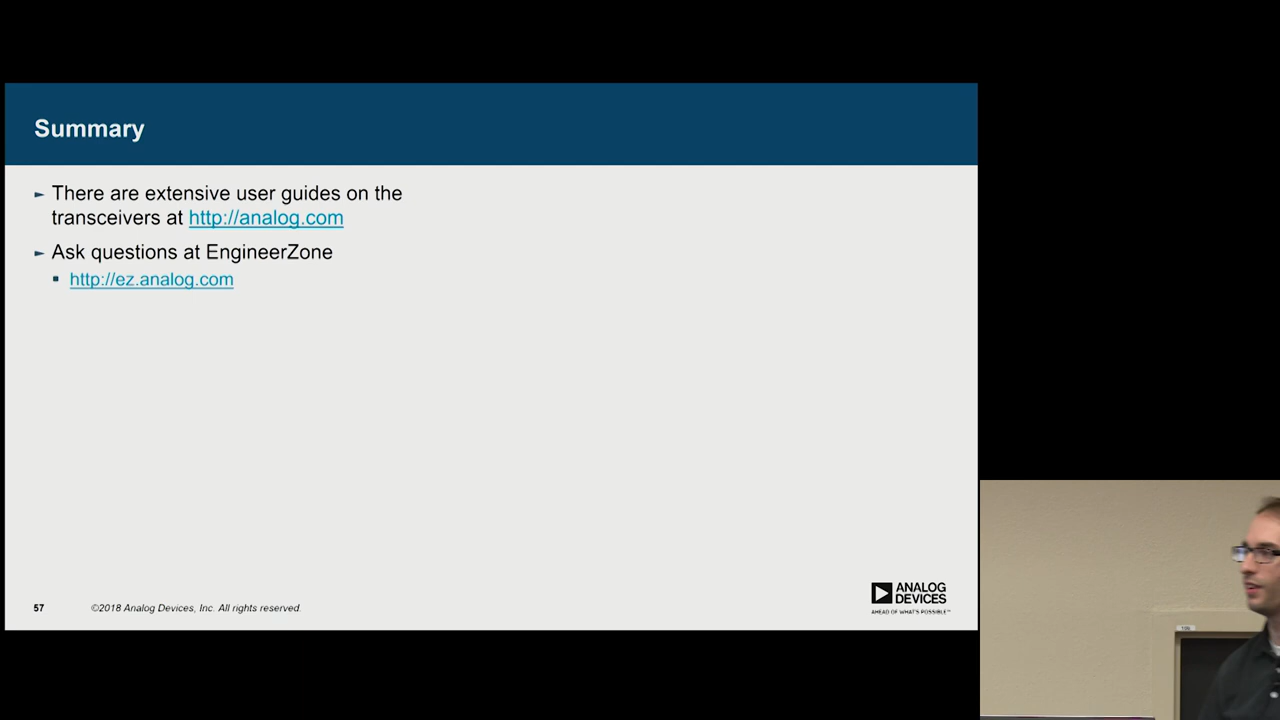 Summary
► There are extensive user guides on the
transceivers at http://analog.com
► Ask questions at EngineerZone
▪ http://ez.analog.com
57
©2018 Analog Devices, Inc. All rights reserved.
ANALOG
DEVICES
AHEAD OF WHAT'S POSSIBLE™